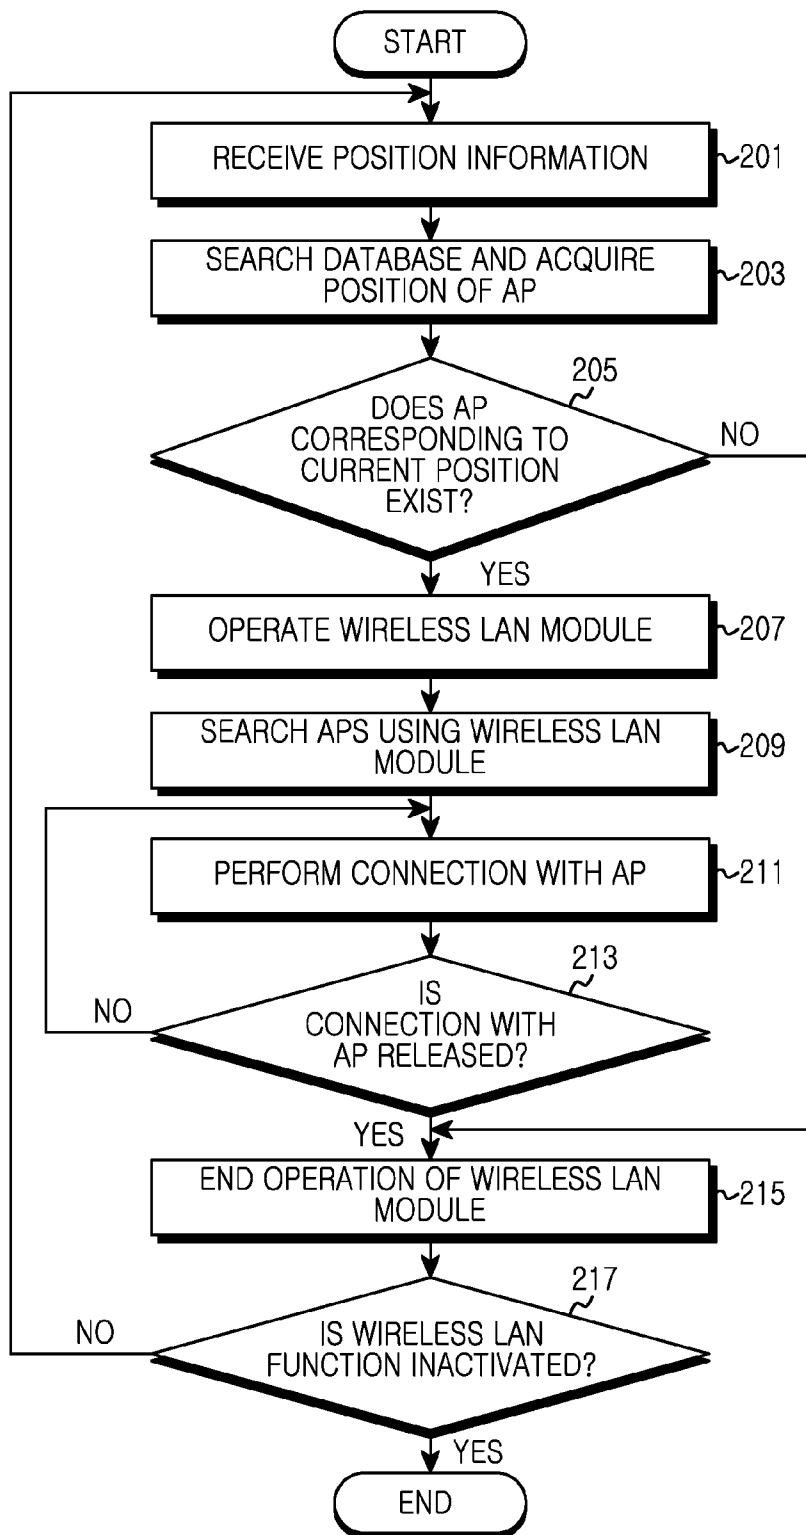 START
RECEIVE POSITION INFORMATION
201
SEARCH DATABASE AND ACQUIRE
POSITION OF AP
203
205
DOES AP
CORRESPONDING TO
CURRENT POSITION
EXIST?
NO
YES
OPERATE WIRELESS LAN MODULE
207
SEARCH APS USING WIRELESS LAN
MODULE
209
PERFORM CONNECTION WITH AP
211
213
IS
CONNECTION WITH
AP RELEASED?
NO
YES
END OPERATION OF WIRELESS LAN
MODULE
215
217
IS WIRELESS LAN
FUNCTION INACTIVATED?
NO
YES
END